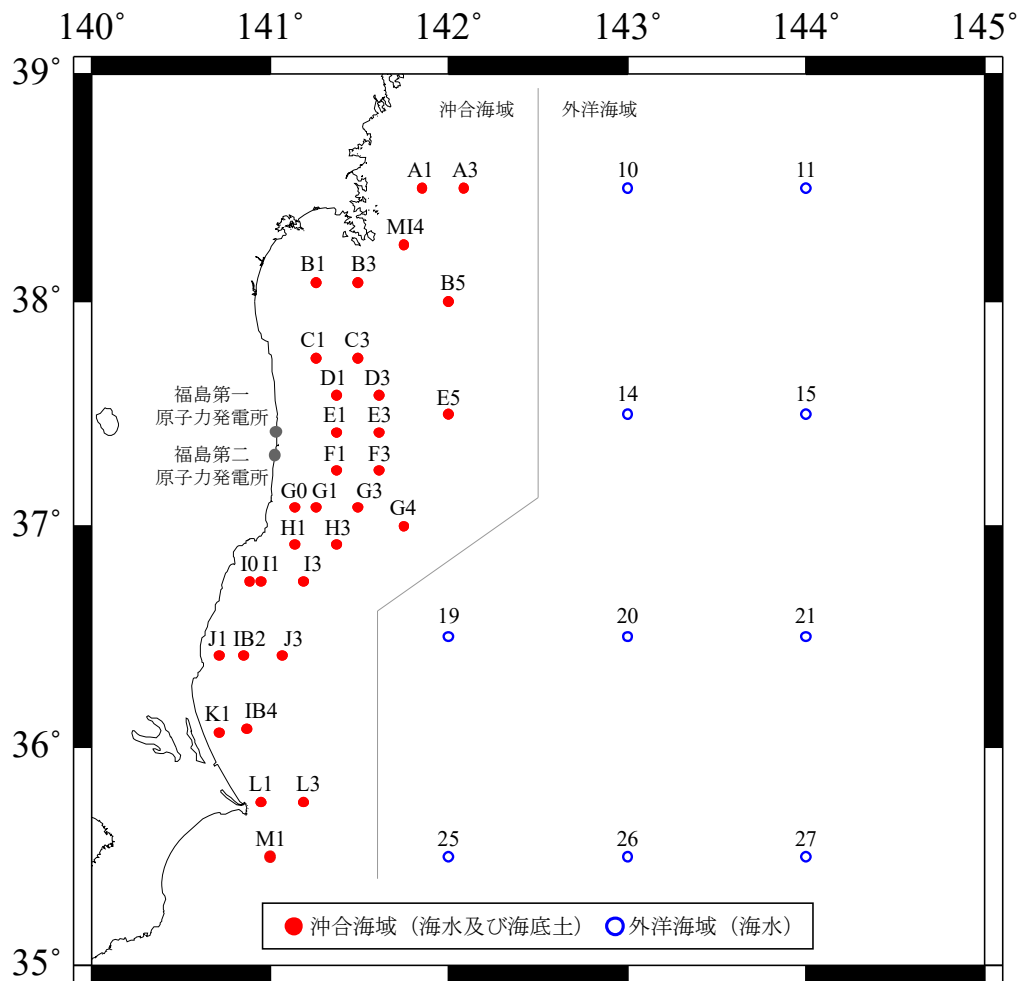 140° 141° 142° 143° 144° 145°
39°
沖合海域 外洋海域
A1 A3 10 11
MI4
B1 B3 B5
38°
C1 C3
D1 D3
福島第一
原子力発電所
E5 14 15
E1 E3
福島第二
原子力発電所
F1 F3
G0 G1 G3 G4
37°
H1 H3
I0 I1 I3
19 20 21
J1 IB2 J3
K1 IB4
36°
L1 L3
M1 25 26 27
沖合海域（海水及び海底土） 外洋海域（海水）
35°